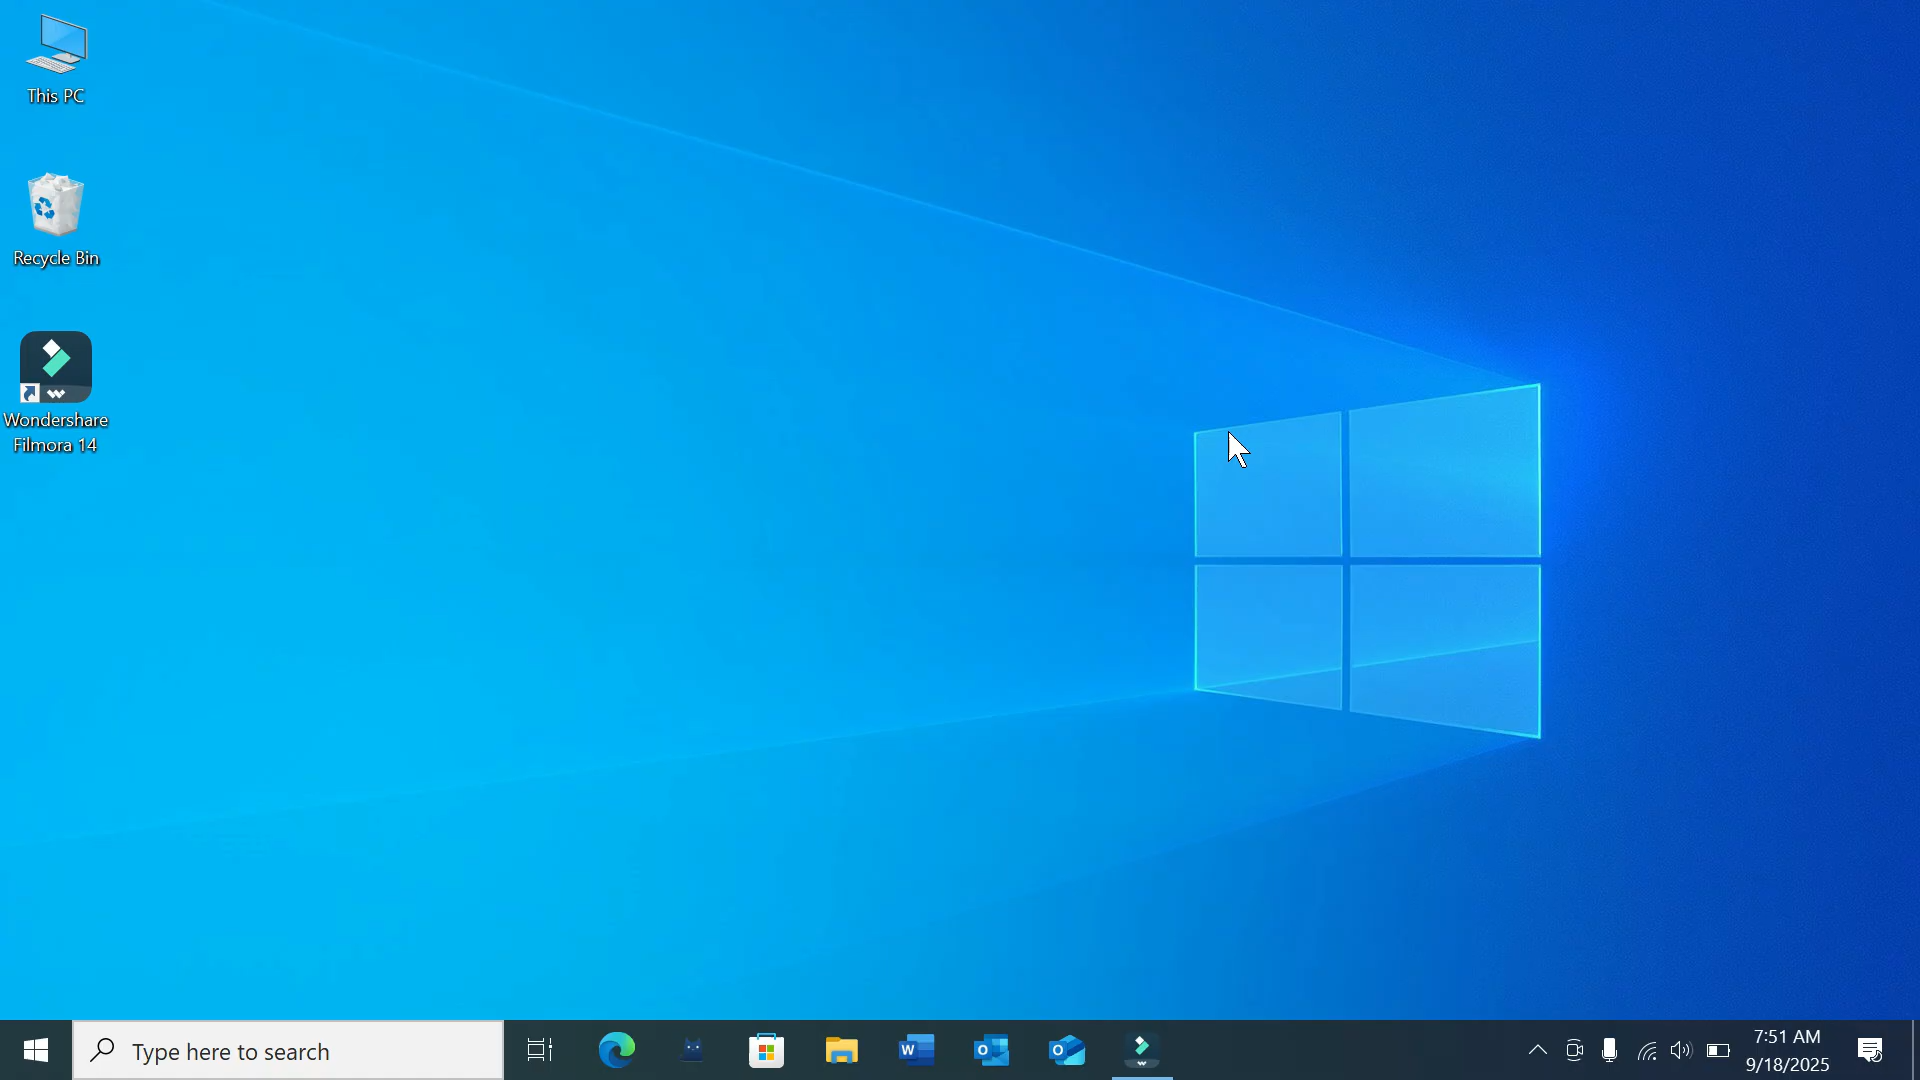 This PC
Recycle Bin
Wondershare
Filmora 14
Type here to search
W
O
O
7:51 AM
9/18/2025